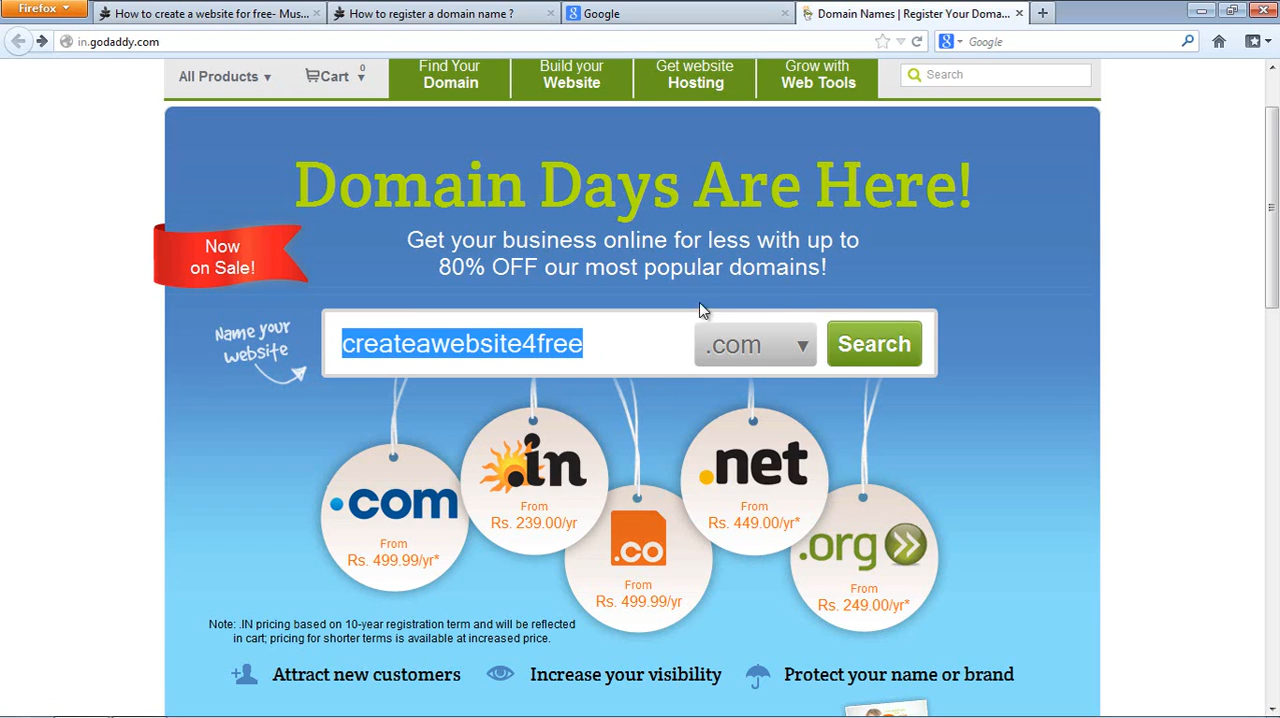 Firefox
How to create a website for free- Mus...
How to register a domain name ?
Google
Domain Names | Register Your Doma...
in.godaddy.com
Google
All Products
Cart
0
Find Your
Domain
Build your
Website
Get website
Hosting
Grow with
Web Tools
Search
Domain Days Are Here!
Now
on Sale!
Get your business online for less with up to
80% OFF our most popular domains!
Name your
website
createawebsite4free
.com
Search
.com
From
Rs. 499.99/yr*
.in
From
Rs. 239.00/yr
.co
From
Rs. 499.99/yr
.net
From
Rs. 449.00/yr*
.org
From
Rs. 249.00/yr*
Note: .IN pricing based on 10-year registration term and will be reflected
in cart; pricing for shorter terms is available at increased price.
Attract new customers
Increase your visibility
Protect your name or brand